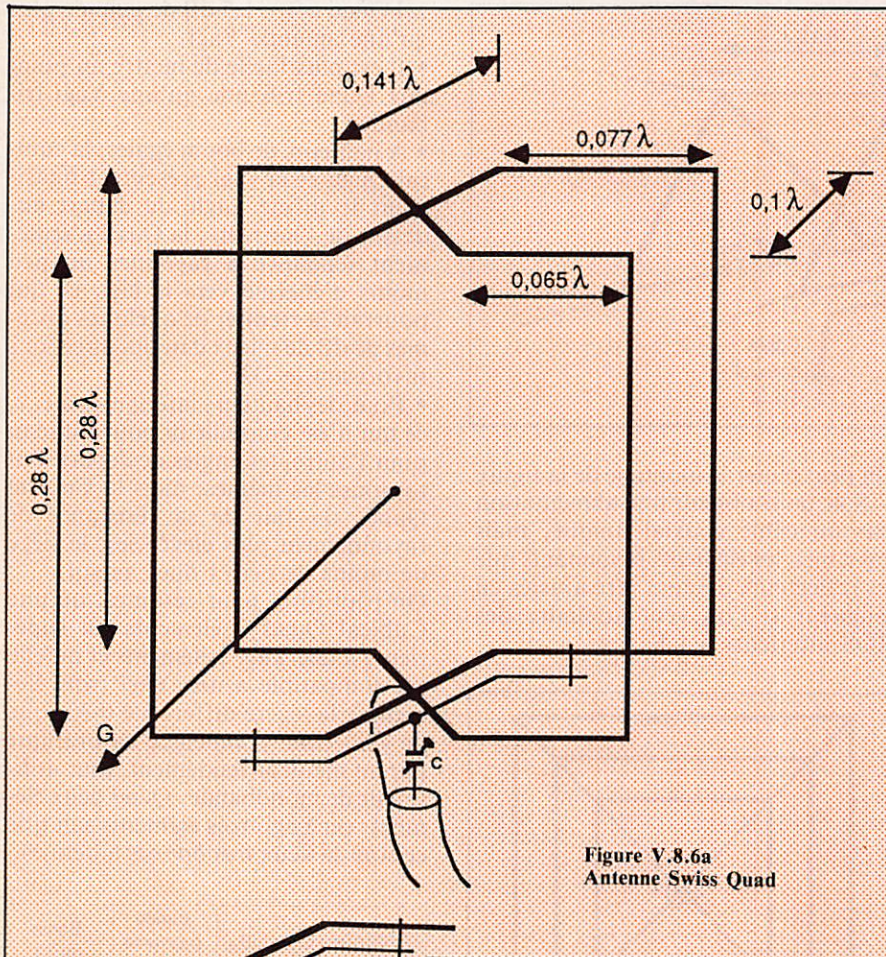 0,141 λ
0,077 λ
0,1 λ
0,065 λ
0,28 λ
0,28 λ
G
C
Figure V.8.6a
Antenne Swiss Quad